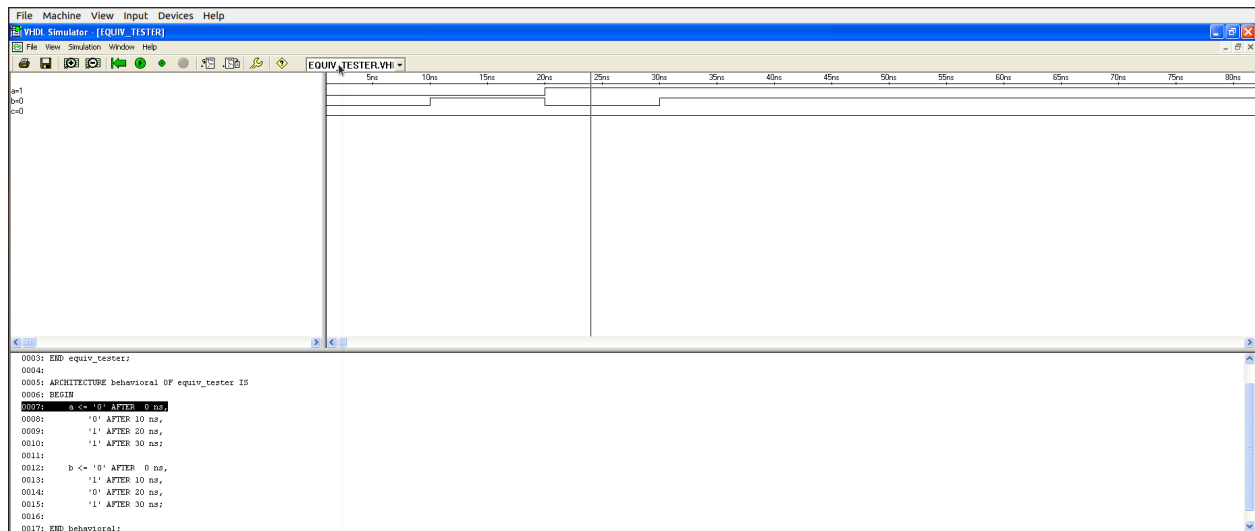 File Machine View Input Devices Help
VHDL Simulator - [EQUIV_TESTER]
File View Simulation Window Help
EQUIV_TESTER.VHI
5ns 10ns 15ns 20ns 25ns 30ns 35ns 40ns 45ns 50ns 55ns 60ns 65ns 70ns 75ns 80ns
a=1
b=0
c=0
0003: END equiv_tester;
0004:
0005: ARCHITECTURE behavioral OF equiv_tester IS
0006: BEGIN
0007: a <= '0' AFTER 0 ns,
0008: '0' AFTER 10 ns,
0009: '1' AFTER 20 ns,
0010: '1' AFTER 30 ns;
0011:
0012: b <= '0' AFTER 0 ns,
0013: '1' AFTER 10 ns,
0014: '0' AFTER 20 ns,
0015: '1' AFTER 30 ns;
0016:
0017: END behavioral;